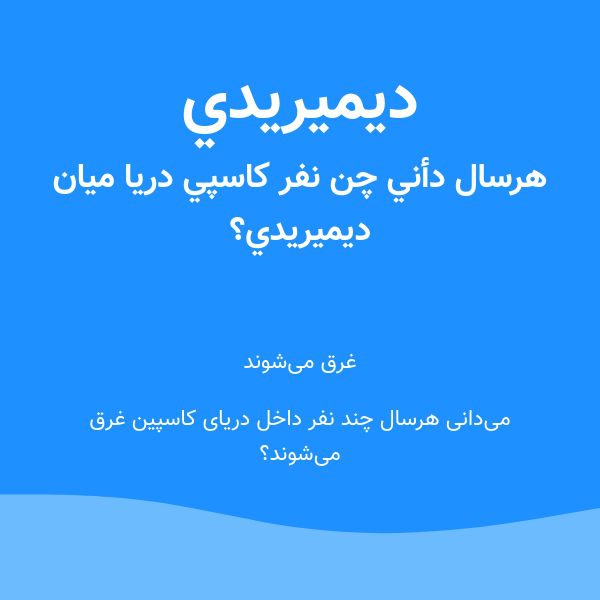 ديميريدي
هرسال دأني چن نفر كاسپي دريا ميان
ديميريدي؟
غرق می‌شوند
می‌دانی هرسال چند نفر داخل دریای کاسپین غرق
می‌شوند؟